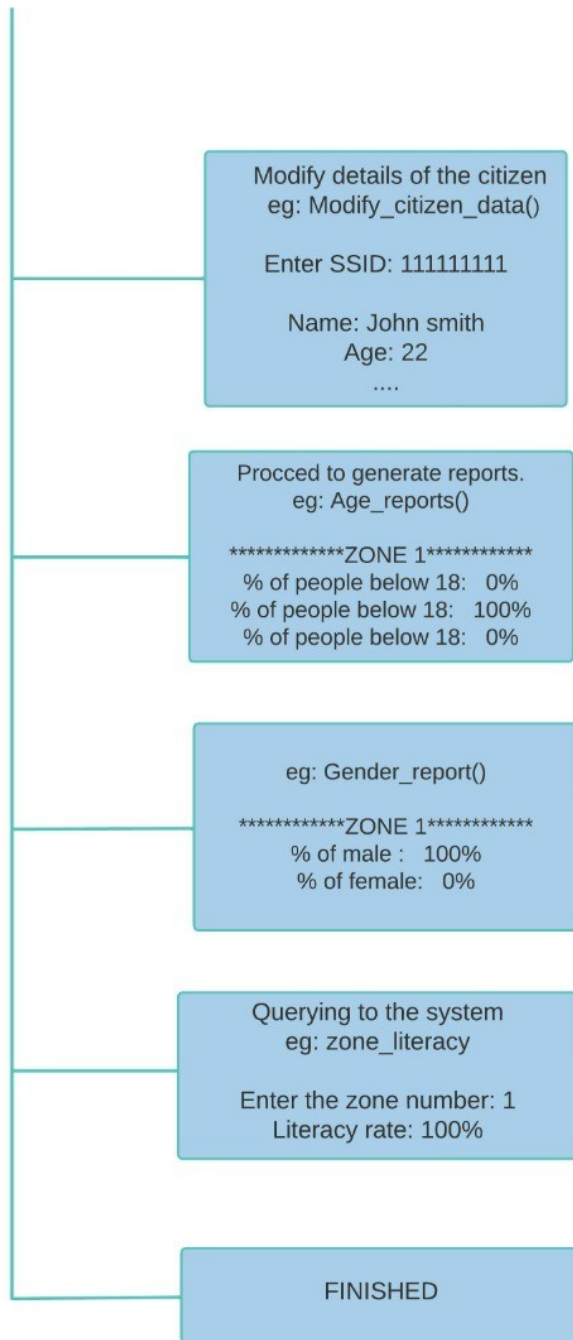 Modify details of the citizen
eg: Modify_citizen_data()
Enter SSID: 111111111
Name: John smith
Age: 22
....
Procced to generate reports.
eg: Age_reports()
*************ZONE 1************
% of people below 18:   0%
% of people below 18:   100%
% of people below 18:   0%
eg: Gender_report()
************ZONE 1************
% of male :   100%
% of female:   0%
Querying to the system
eg: zone_literacy
Enter the zone number: 1
Literacy rate: 100%
FINISHED